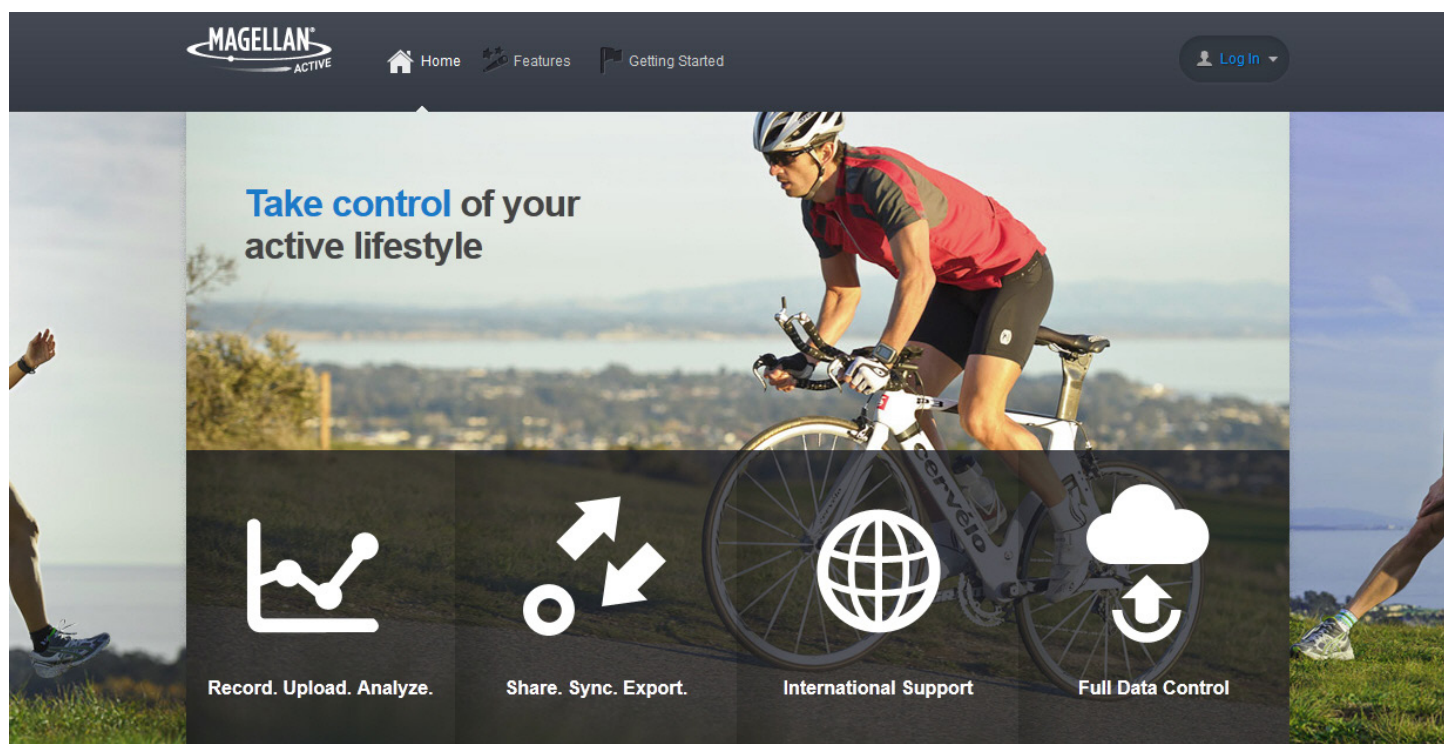 MAGELLAN®
ACTIVE
Home
Features
Getting Started
Log In
Take control of your
active lifestyle
cervélo
Record. Upload. Analyze.
Share. Sync. Export.
International Support
Full Data Control